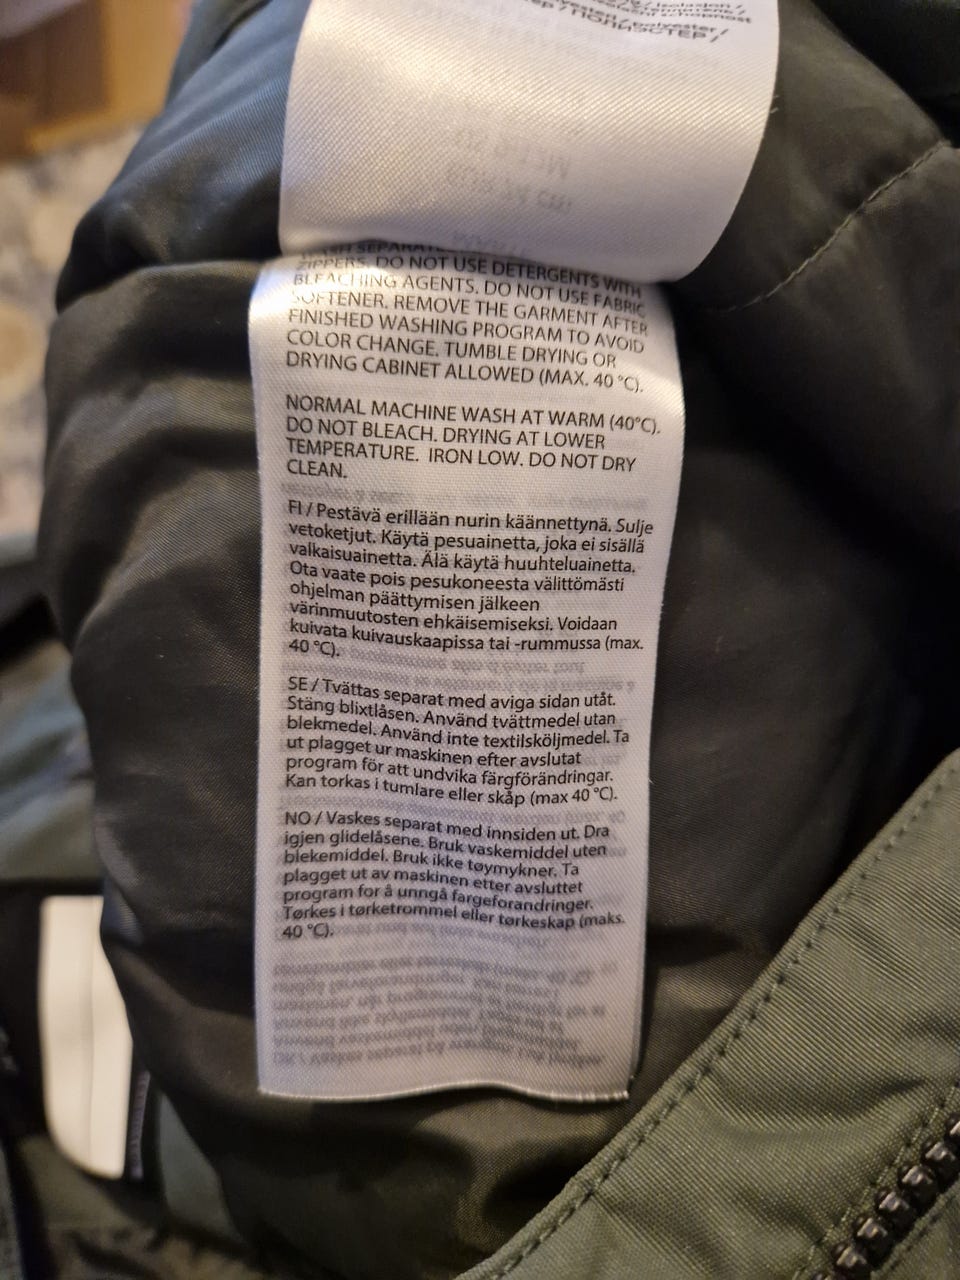 polyester /
ПОЛИЭСТЕР /
ZIPPERS. DO NOT USE DETERGENTS WITH
BLEACHING AGENTS. DO NOT USE FABRIC
SOFTENER. REMOVE THE GARMENT AFTER
FINISHED WASHING PROGRAM TO AVOID
COLOR CHANGE. TUMBLE DRYING OR
DRYING CABINET ALLOWED (MAX. 40 °C).
NORMAL MACHINE WASH AT WARM (40°C).
DO NOT BLEACH. DRYING AT LOWER
TEMPERATURE. IRON LOW. DO NOT DRY
CLEAN.
FI / Pestävä erillään nurin käännettynä. Sulje
vetoketjut. Käytä pesuainetta, joka ei sisällä
valkaisuainetta. Älä käytä huuhteluainetta.
Ota vaate pois pesukoneesta välittömästi
ohjelman päättymisen jälkeen
värinmuutosten ehkäisemiseksi. Voidaan
kuivata kuivauskaapissa tai -rummussa (max.
40 °C).
SE / Tvättas separat med aviga sidan utåt.
Stäng blixtlåsen. Använd tvättmedel utan
blekmedel. Använd inte textilsköljmedel. Ta
ut plagget ur maskinen efter avslutat
program för att undvika färgförändringar.
Kan torkas i tumlare eller skåp (max 40 °C).
NO / Vaskes separat med innsiden ut. Dra
igjen glidelåsene. Bruk vaskemiddel uten
blekemiddel. Bruk ikke tøymykner. Ta
plagget ut av maskinen etter avsluttet
program for å unngå fargeforandringer.
Tørkes i tørketrommel eller tørkeskap (maks.
40 °C).